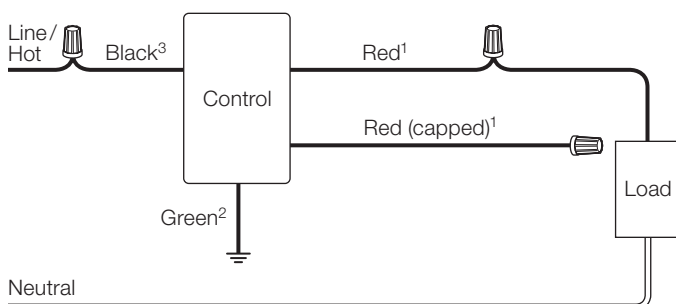 Line/
Hot
Black³
Red¹
Control
Red (capped)¹
Load
Green²
Neutral